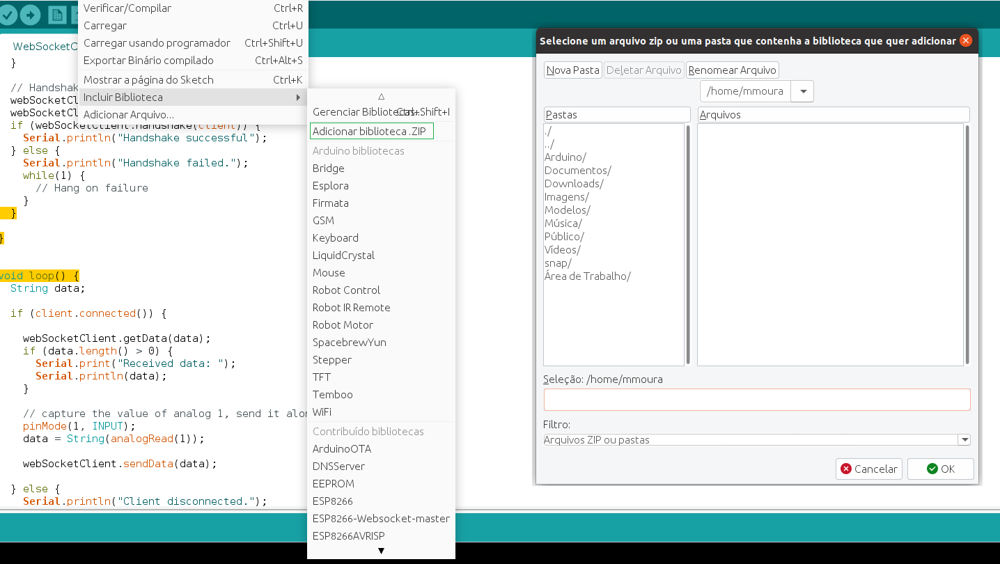 Verificar/Compilar Ctrl+R
Carregar Ctrl+U
Carregar usando programador Ctrl+Shift+U
Exportar Binário compilado Ctrl+Alt+S
Mostrar a página do Sketch Ctrl+K
Incluir Biblioteca
Adicionar Arquivo...
WebSocketC
}
// Handshak
webSocketCl
webSocketCl
if (webSocketClient.handshake(client)) {
Serial.println("Handshake successful");
} else {
Serial.println("Handshake failed.");
while(1) {
// Hang on failure
}
}
}
void loop() {
String data;
if (client.connected()) {
webSocketClient.getData(data);
if (data.length() > 0) {
Serial.print("Received data: ");
Serial.println(data);
}
// capture the value of analog 1, send it alon
pinMode(1, INPUT);
data = String(analogRead(1));
webSocketClient.sendData(data);
} else {
Serial.println("Client disconnected.");
Gerenciar Bibliotecas... Ctrl+Shift+I
Adicionar biblioteca .ZIP
Arduino bibliotecas
Bridge
Esplora
Firmata
GSM
Keyboard
LiquidCrystal
Mouse
Robot Control
Robot IR Remote
Robot Motor
SpacebrewYun
Stepper
TFT
Temboo
WiFi
Contribuído bibliotecas
ArduinoOTA
DNSServer
EEPROM
ESP8266
ESP8266-Websocket-master
ESP8266AVRISP
Selecione um arquivo zip ou uma pasta que contenha a biblioteca que quer adicionar
Nova Pasta Deletar Arquivo Renomear Arquivo
/home/mmoura
Pastas Arquivos
./
../
Arduino/
Documentos/
Downloads/
Imagens/
Modelos/
Música/
Público/
Vídeos/
snap/
Área de Trabalho/
Seleção: /home/mmoura
Filtro:
Arquivos ZIP ou pastas
Cancelar OK